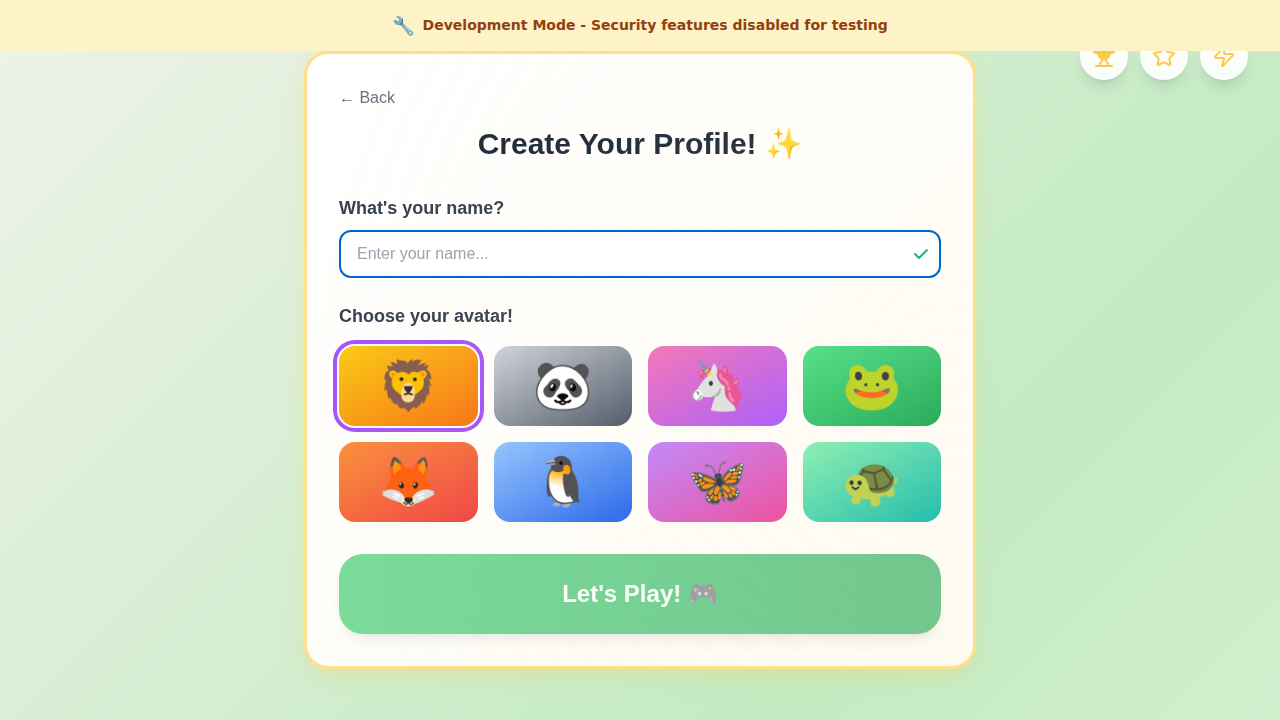 🔧 Development Mode - Security features disabled for testing
← Back
Create Your Profile! ✨
What's your name?
Enter your name...
Choose your avatar!
Let's Play! 🎮